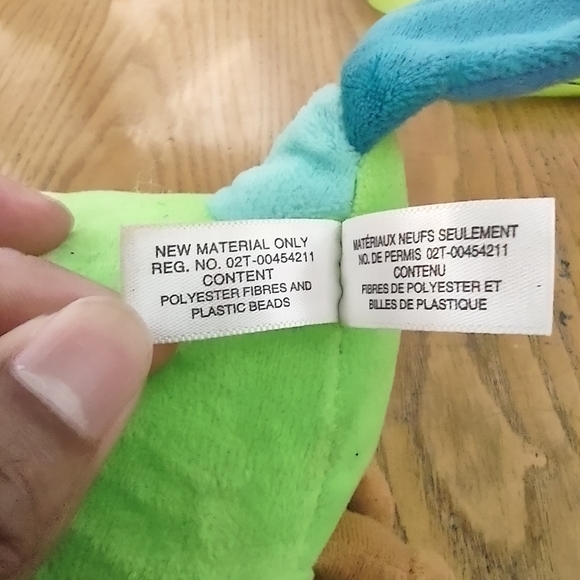 NEW MATERIAL ONLY
REG. NO. 02T-00454211
CONTENT
POLYESTER FIBRES AND
PLASTIC BEADS
MATÉRIAUX NEUFS SEULEMENT
NO. DE PERMIS 02T-00454211
CONTENU
FIBRES DE POLYESTER ET
BILLES DE PLASTIQUE